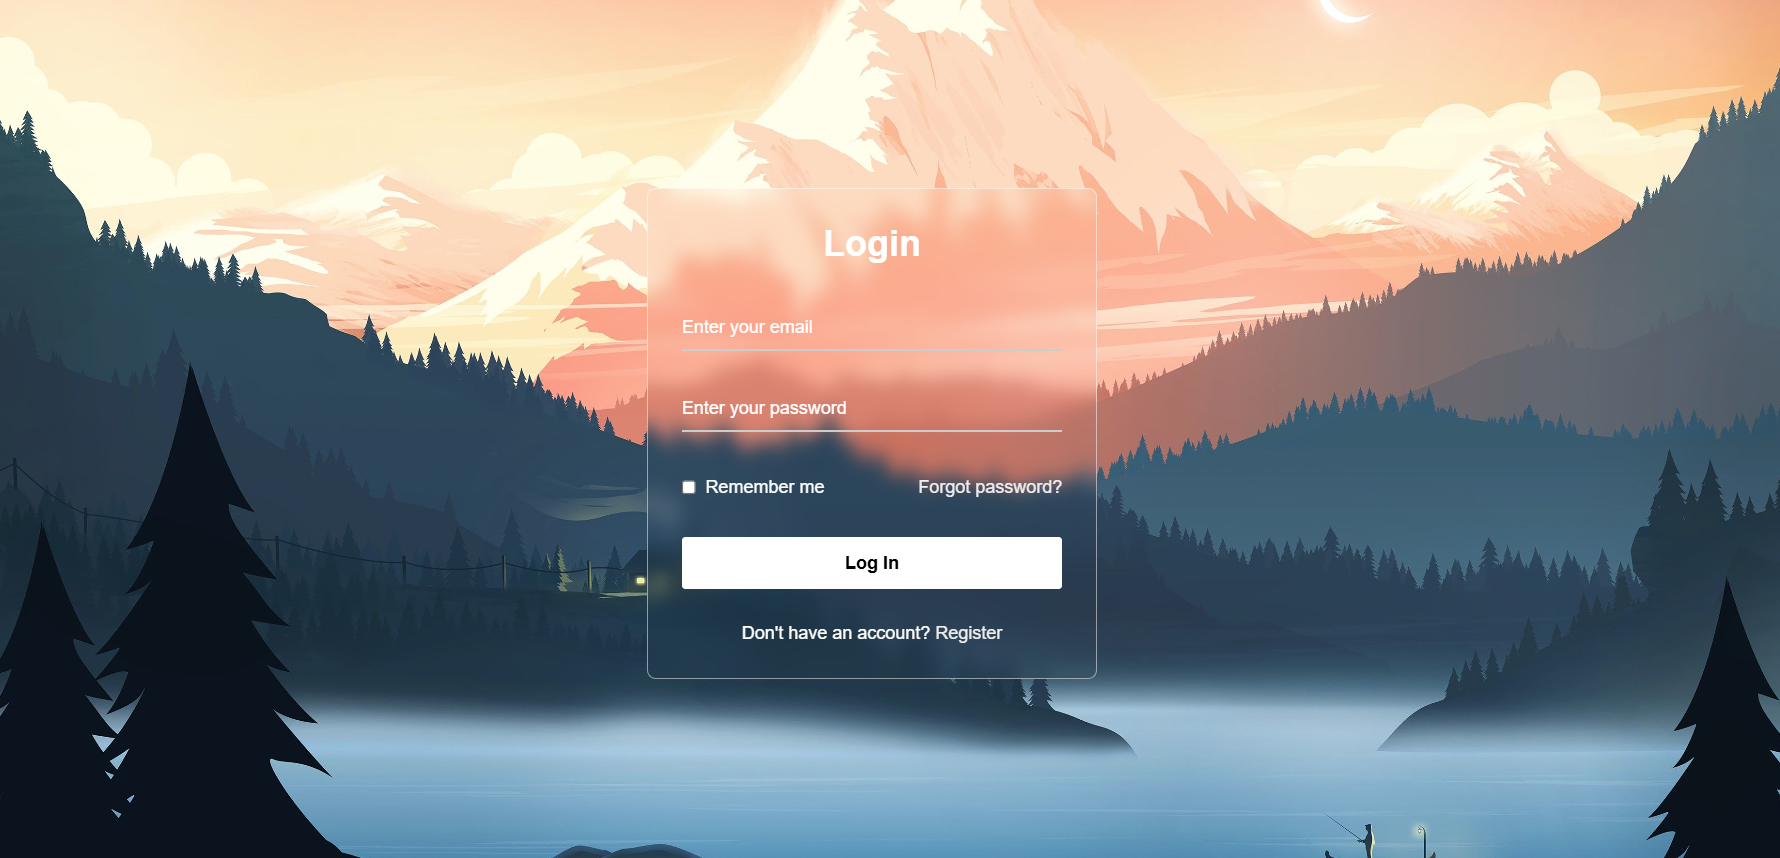 Login
Enter your email
Enter your password
Remember me
Forgot password?
Log In
Don't have an account? Register